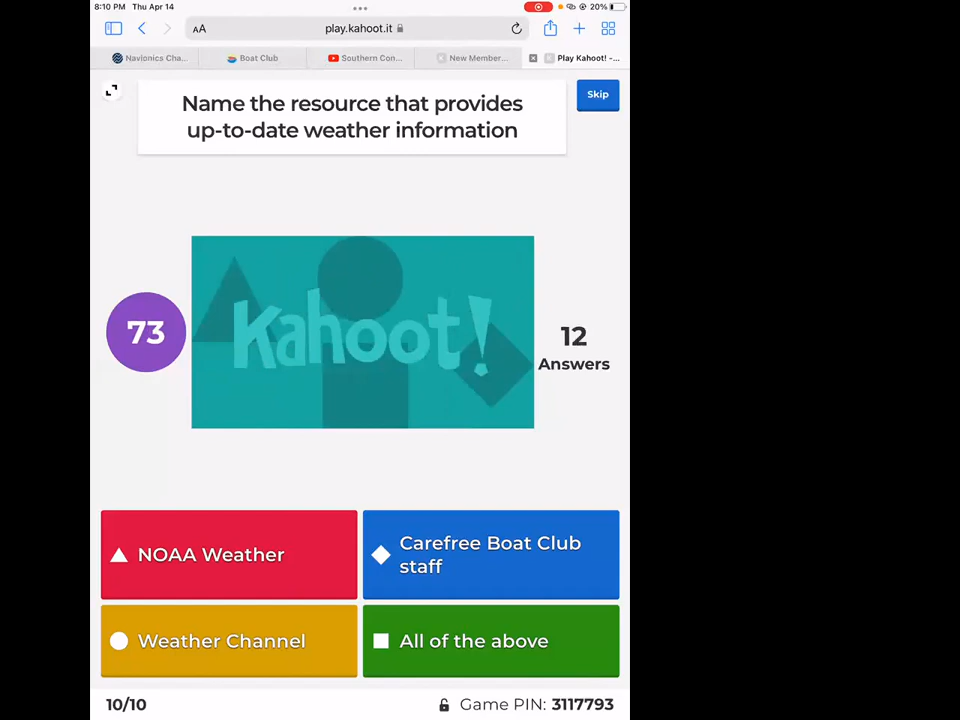 8:10 PM Thu Apr 14
20%
AA
play.kahoot.it
Navionics Cha...
Boat Club
Southern Con...
New Member...
Play Kahoot! -...
Name the resource that provides
up-to-date weather information
Skip
73
Kahoot!
12
Answers
NOAA Weather
Carefree Boat Club
staff
Weather Channel
All of the above
10/10
Game PIN: 3117793